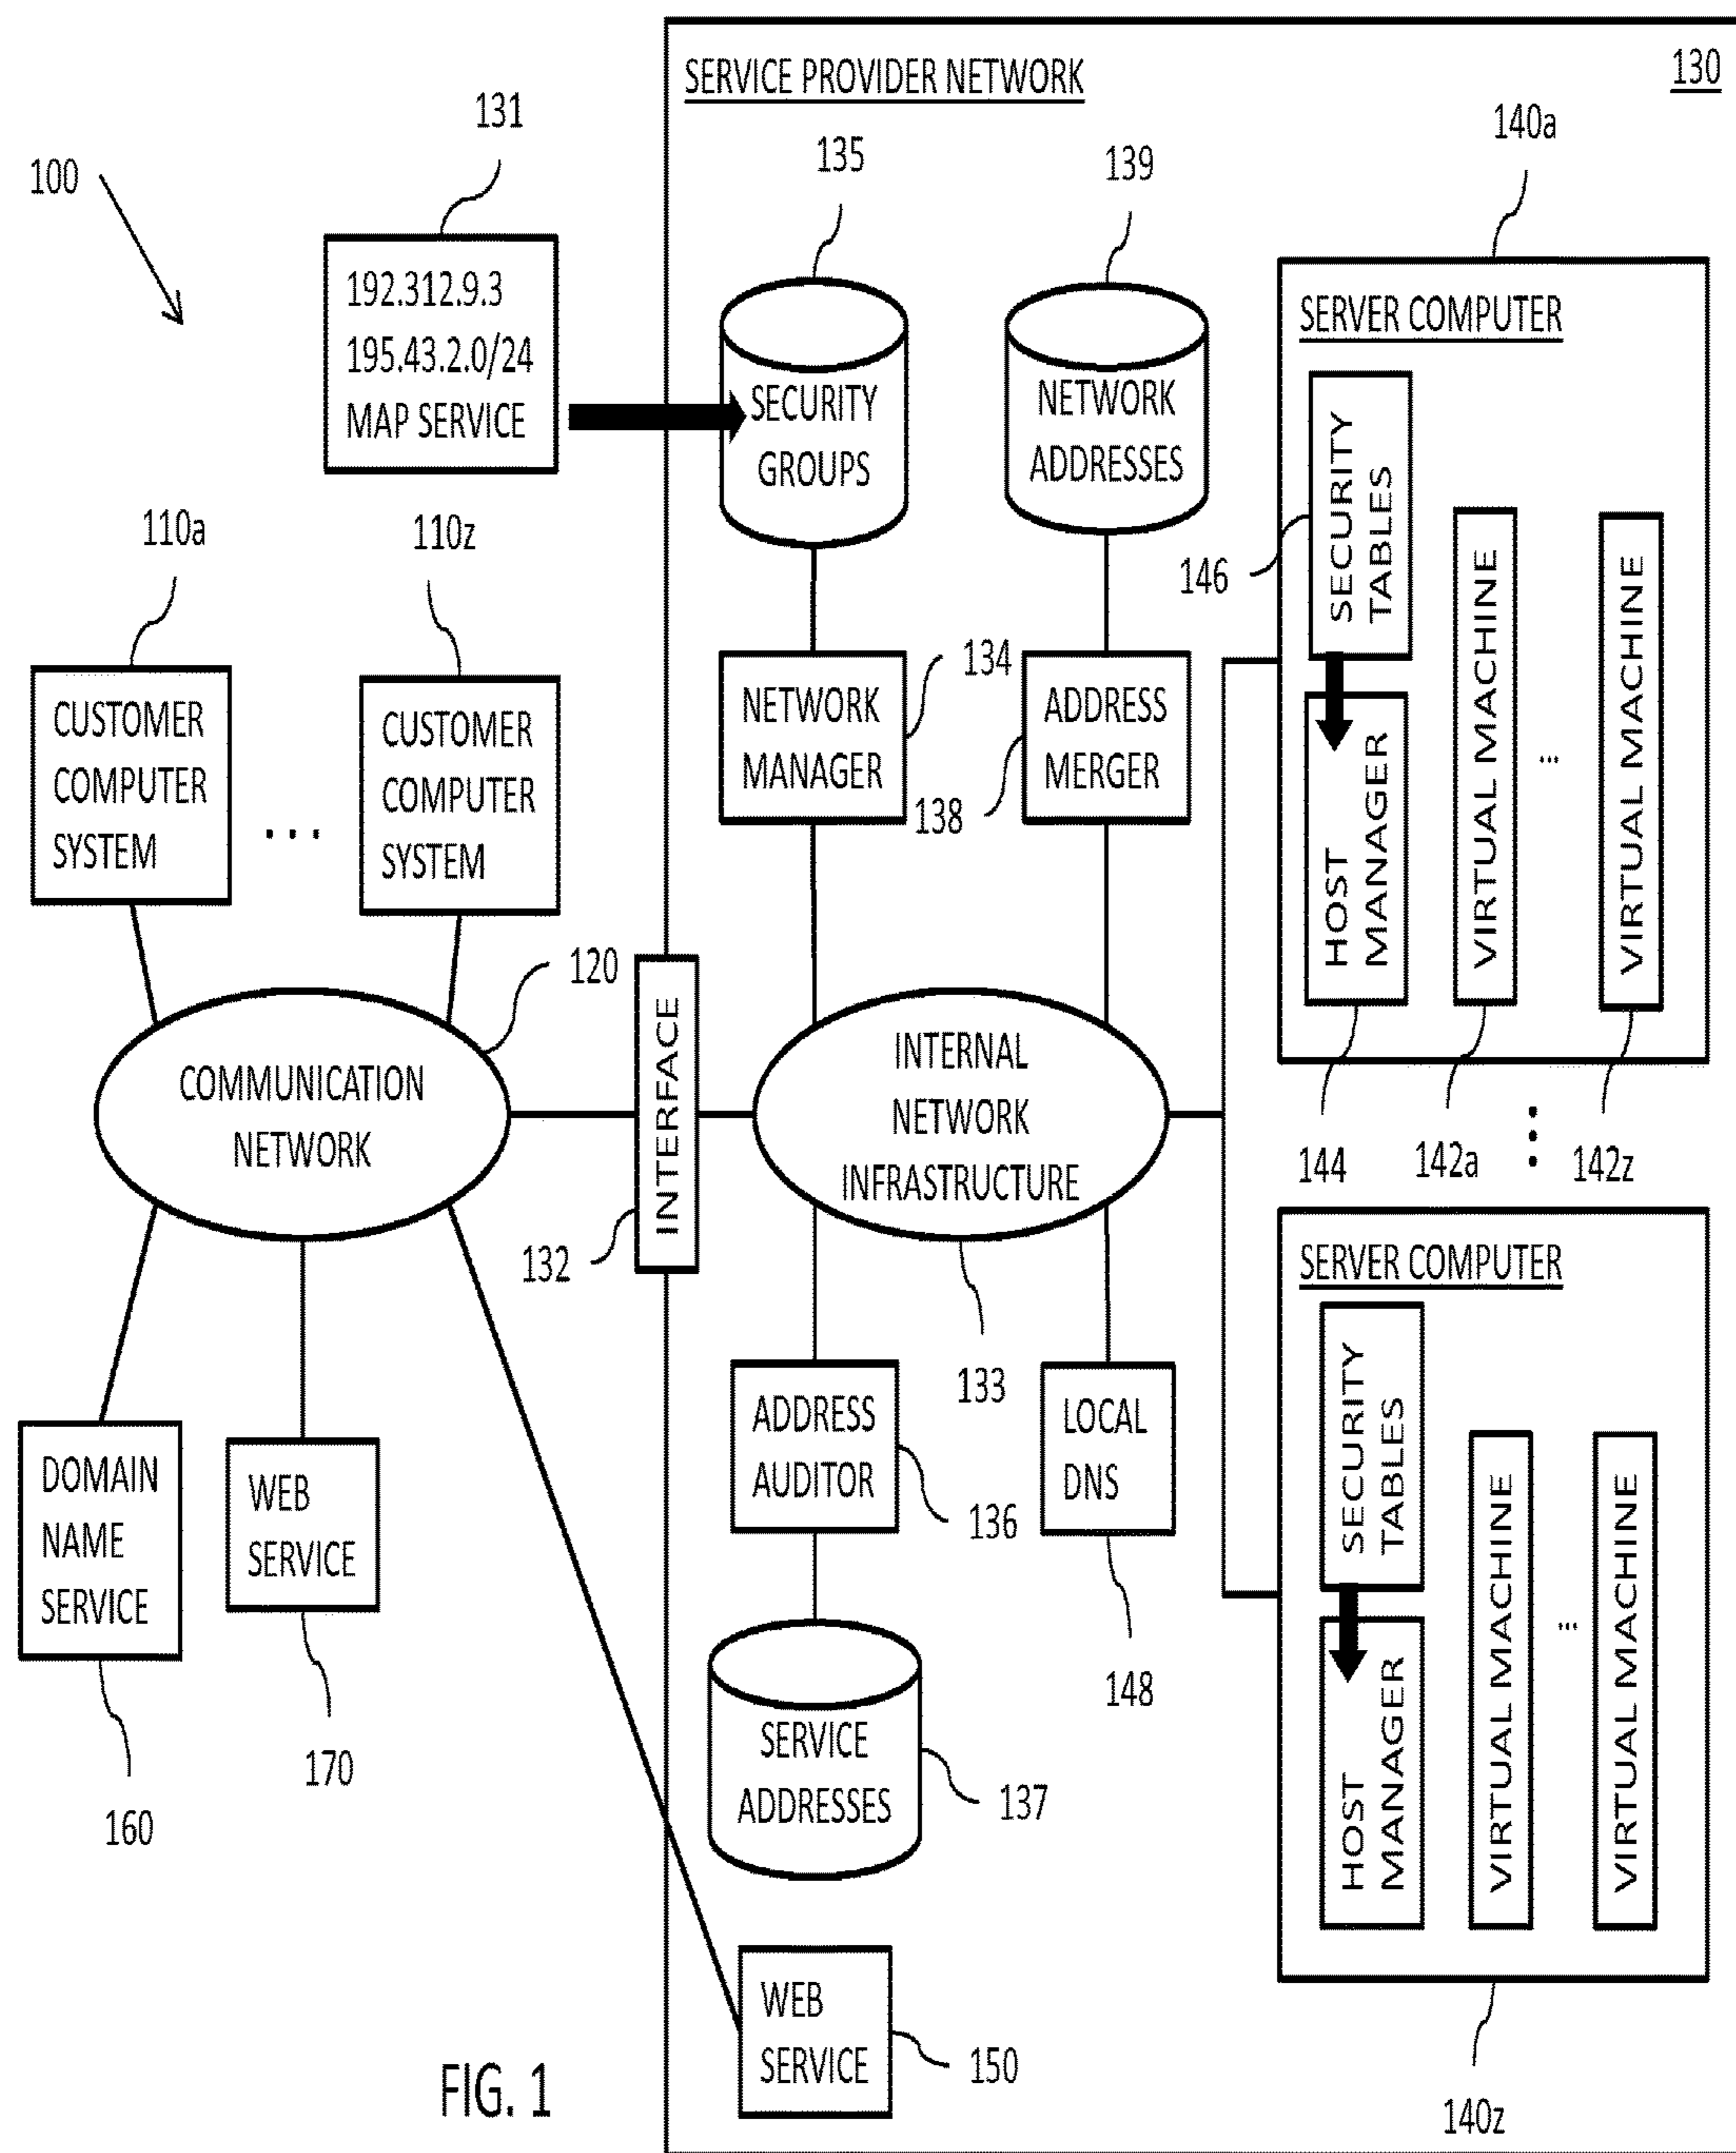 SERVICE PROVIDER NETWORK
130
100
131
192.312.9.3
195.43.2.0/24
MAP SERVICE
135
SECURITY
GROUPS
139
NETWORK
ADDRESSES
140a
SERVER COMPUTER
SECURITY
TABLES
146
HOST
MANAGER
VIRTUAL MACHINE
...
VIRTUAL MACHINE
144
142a
142z
110a
CUSTOMER
COMPUTER
SYSTEM
...
110z
CUSTOMER
COMPUTER
SYSTEM
NETWORK
MANAGER
134
ADDRESS
MERGER
138
120
COMMUNICATION
NETWORK
INTERFACE
132
INTERNAL
NETWORK
INFRASTRUCTURE
133
ADDRESS
AUDITOR
136
LOCAL
DNS
148
SERVICE
ADDRESSES
137
DOMAIN
NAME
SERVICE
160
WEB
SERVICE
170
WEB
SERVICE
150
SERVER COMPUTER
SECURITY
TABLES
HOST
MANAGER
VIRTUAL MACHINE
...
VIRTUAL MACHINE
140z
FIG. 1